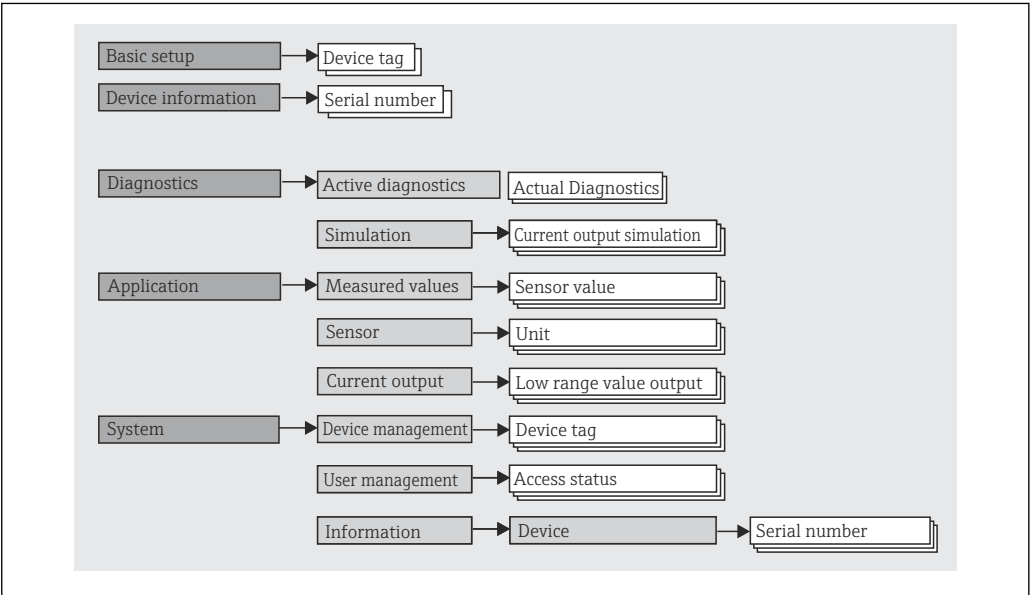 Basic setup
Device tag
Device information
Serial number
Diagnostics
Active diagnostics
Actual Diagnostics
Simulation
Current output simulation
Application
Measured values
Sensor value
Sensor
Unit
Current output
Low range value output
System
Device management
Device tag
User management
Access status
Information
Device
Serial number